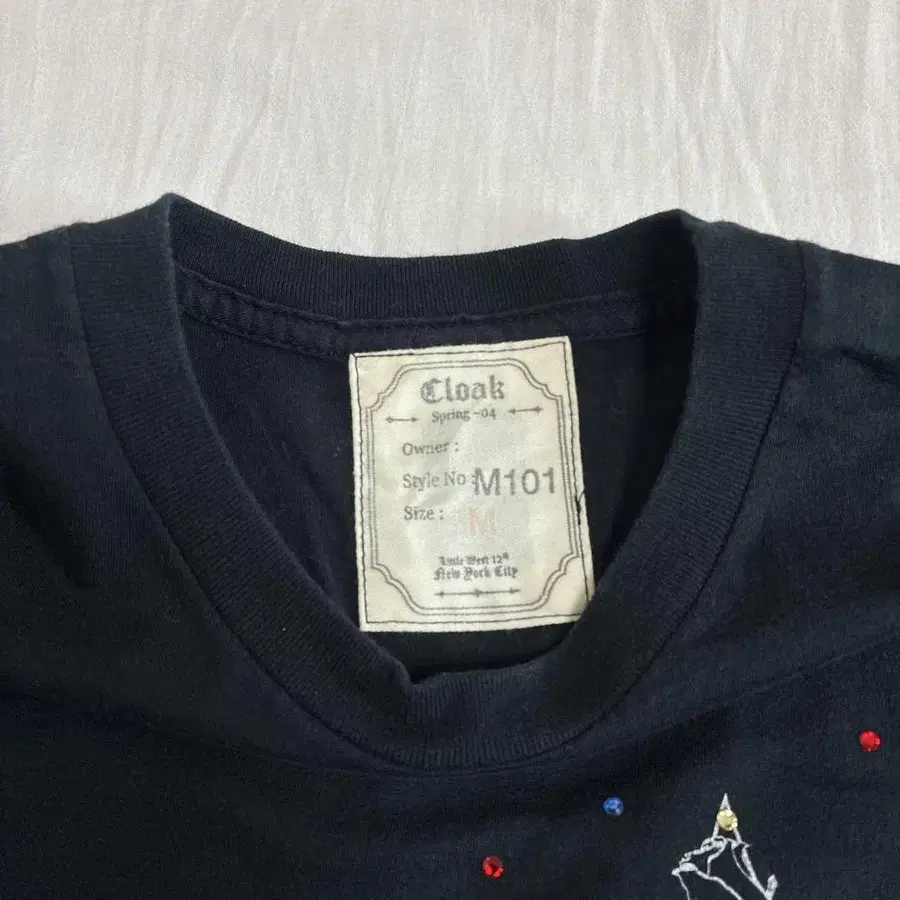 Cloak
Spring -04
Owner :
Style No : M101
Size : M
Little West 12th
New York City